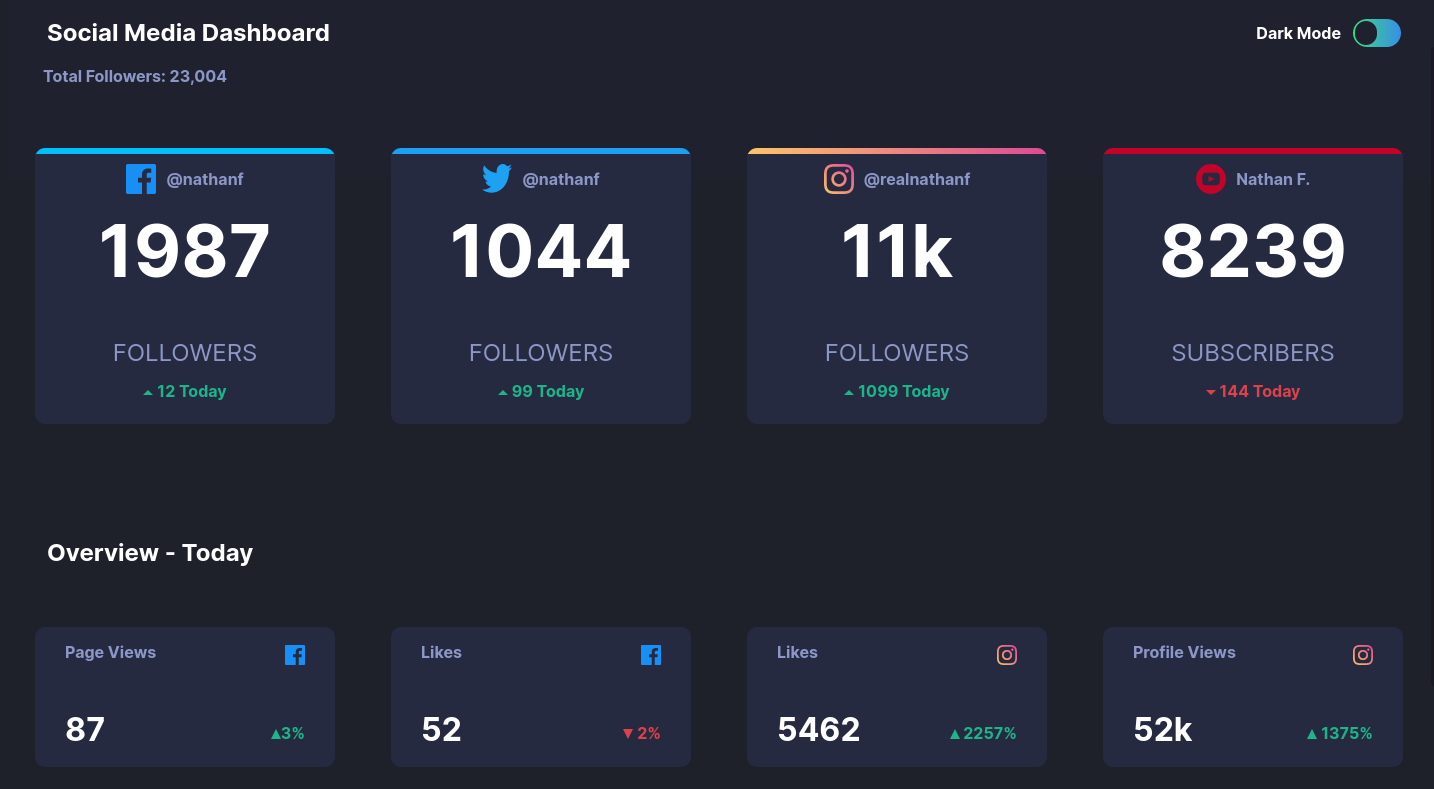 Social Media Dashboard
Dark Mode
Total Followers: 23,004
@nathanf
@nathanf
@realnathanf
Nathan F.
1987
1044
11k
8239
FOLLOWERS
FOLLOWERS
FOLLOWERS
SUBSCRIBERS
12 Today
99 Today
1099 Today
144 Today
Overview - Today
Page Views
Likes
Likes
Profile Views
87
▲3%
52
▼ 2%
5462
▲ 2257%
52k
▲ 1375%